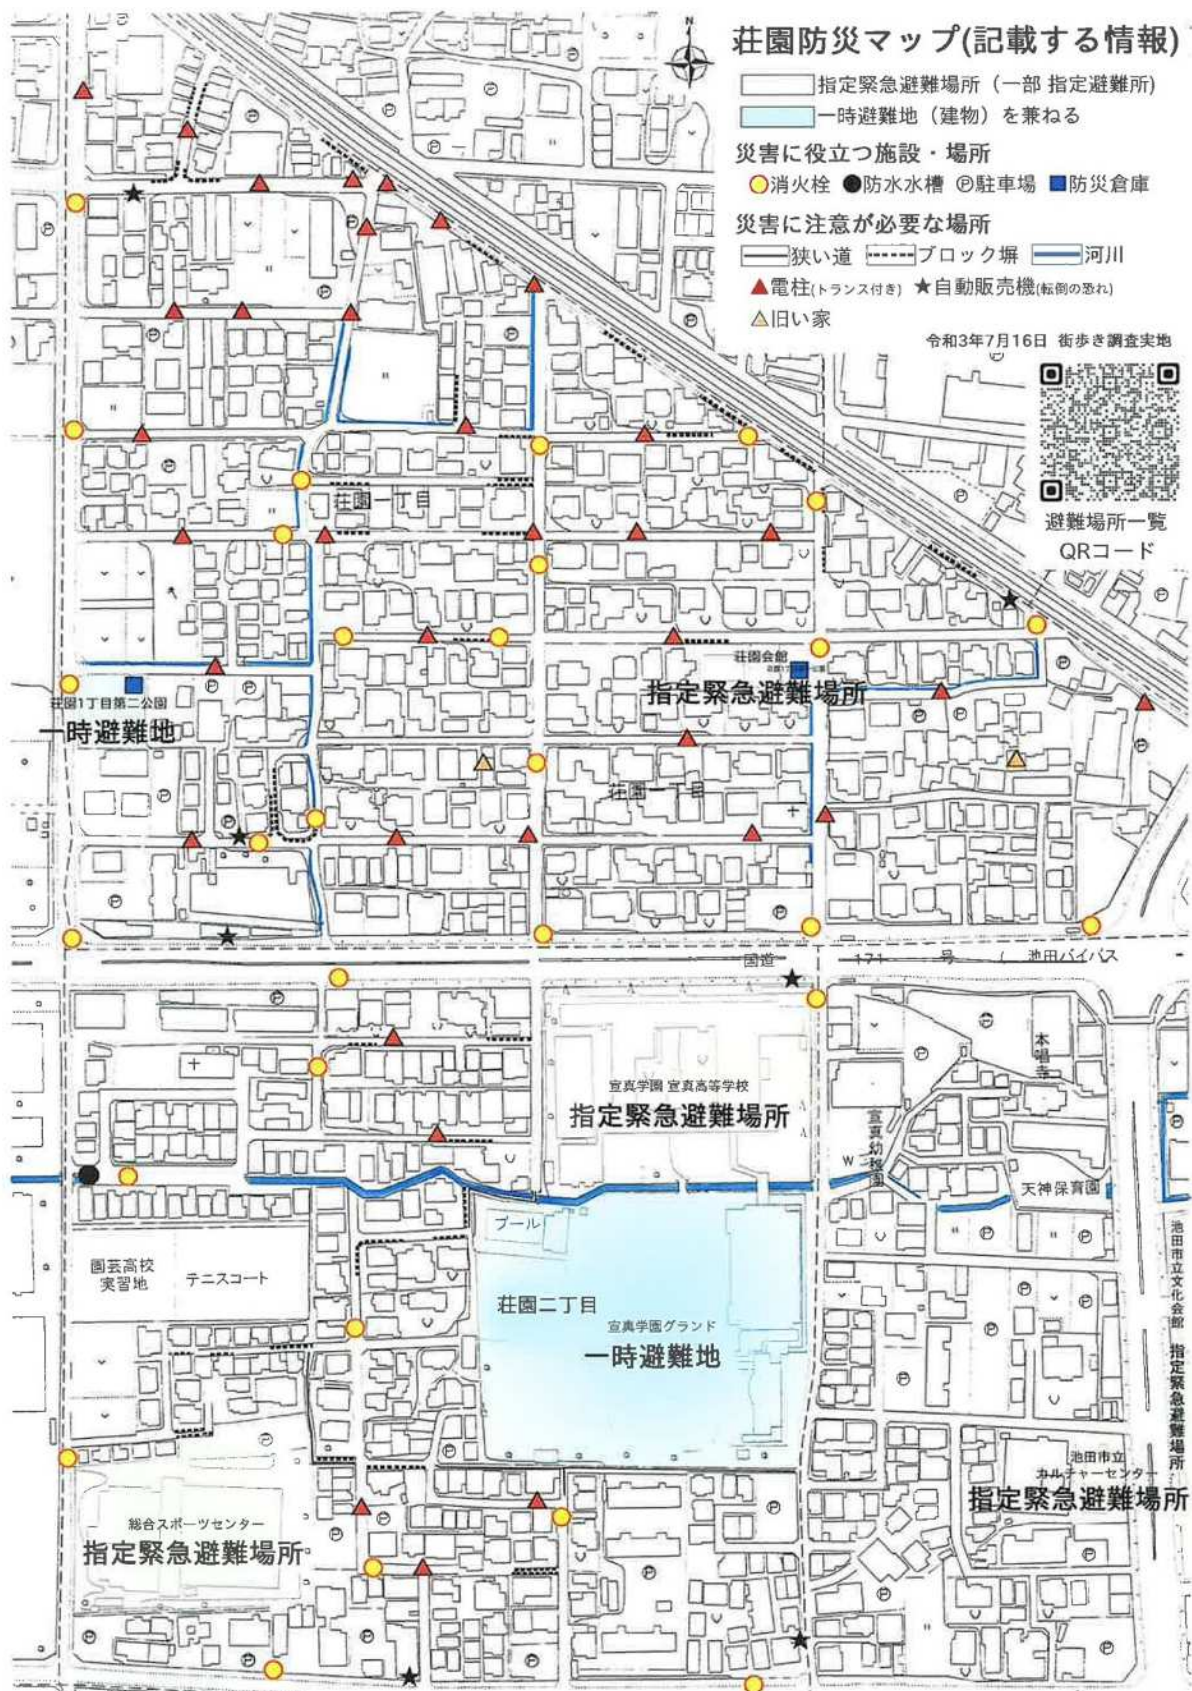 荘園防災マップ(記載する情報)
N
指定緊急避難場所（一部 指定避難所)
一時避難地（建物）を兼ねる
災害に役立つ施設・場所
消火栓 防水水槽 Ⓟ駐車場 防災倉庫
災害に注意が必要な場所
狭い道 ブロック塀 河川
電柱(トランス付き) ★自動販売機(転倒の恐れ)
旧い家
令和3年7月16日 街歩き調査実地
避難場所一覧
QRコード
荘園一丁目
荘園会館
指定緊急避難場所
荘園1丁目第二公園
一時避難地
荘園一丁目
国道 171 号 ( 池田バイパス
本唱寺
宣真学園 宣真高等学校
指定緊急避難場所
宣真幼稚園
天神保育園
プール
園芸高校
実習地
テニスコート
荘園二丁目
宣真学園グランド
一時避難地
池田市立文化会館 指定緊急避難場所
池田市立
カルチャーセンター
指定緊急避難場所
総合スポーツセンター
指定緊急避難場所